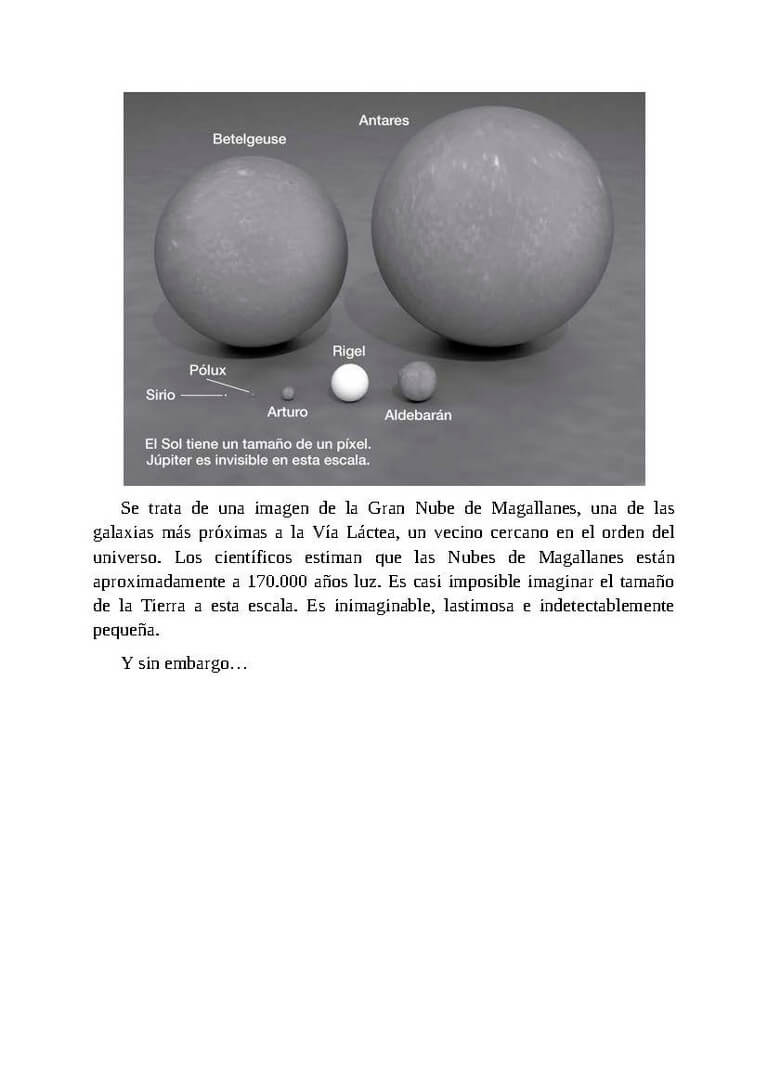 Antares
Betelgeuse
Rigel
Pólux
Sirio
Arturo
Aldebarán
El Sol tiene un tamaño de un píxel.
Júpiter es invisible en esta escala.
Se trata de una imagen de la Gran Nube de Magallanes, una de las
galaxias más próximas a la Vía Láctea, un vecino cercano en el orden del
universo. Los científicos estiman que las Nubes de Magallanes están
aproximadamente a 170.000 años luz. Es casi imposible imaginar el tamaño
de la Tierra a esta escala. Es inimaginable, lastimosa e indetectablemente
pequeña.
Y sin embargo…